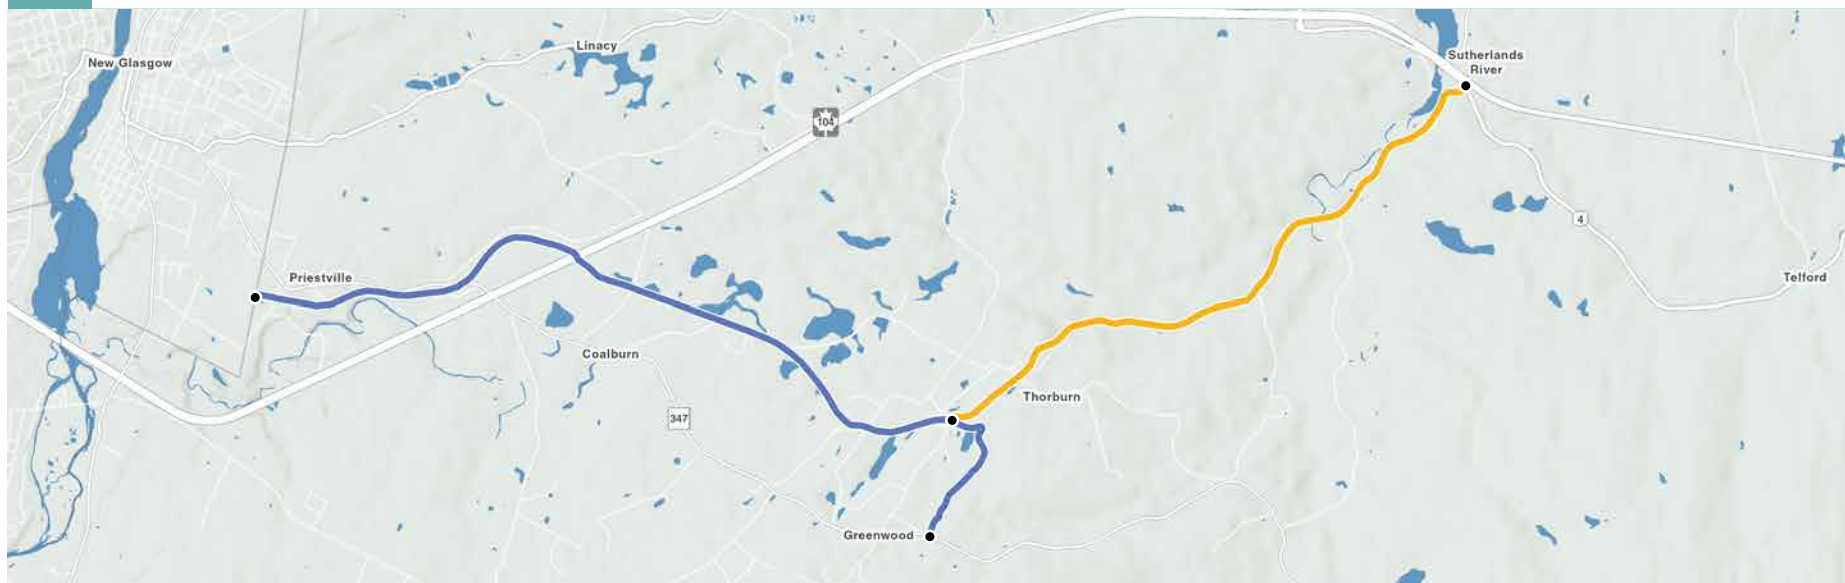 Linacy
New Glasgow
Sutherlands
River
104
4
Priestville
Telford
Coalburn
Thorburn
347
Greenwood